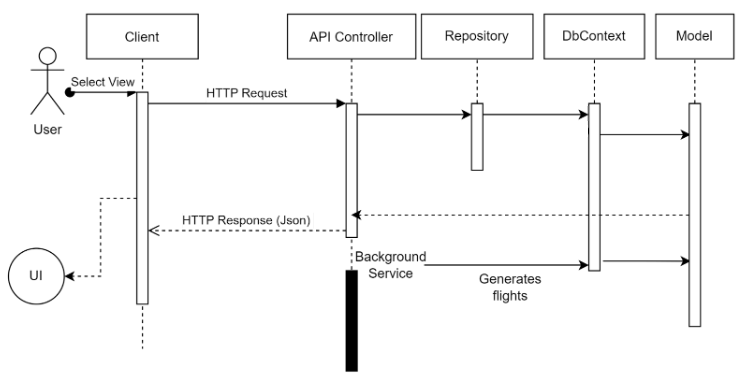 Client
API Controller
Repository
DbContext
Model
Select View
User
HTTP Request
HTTP Response (Json)
UI
Background
Service
Generates
flights